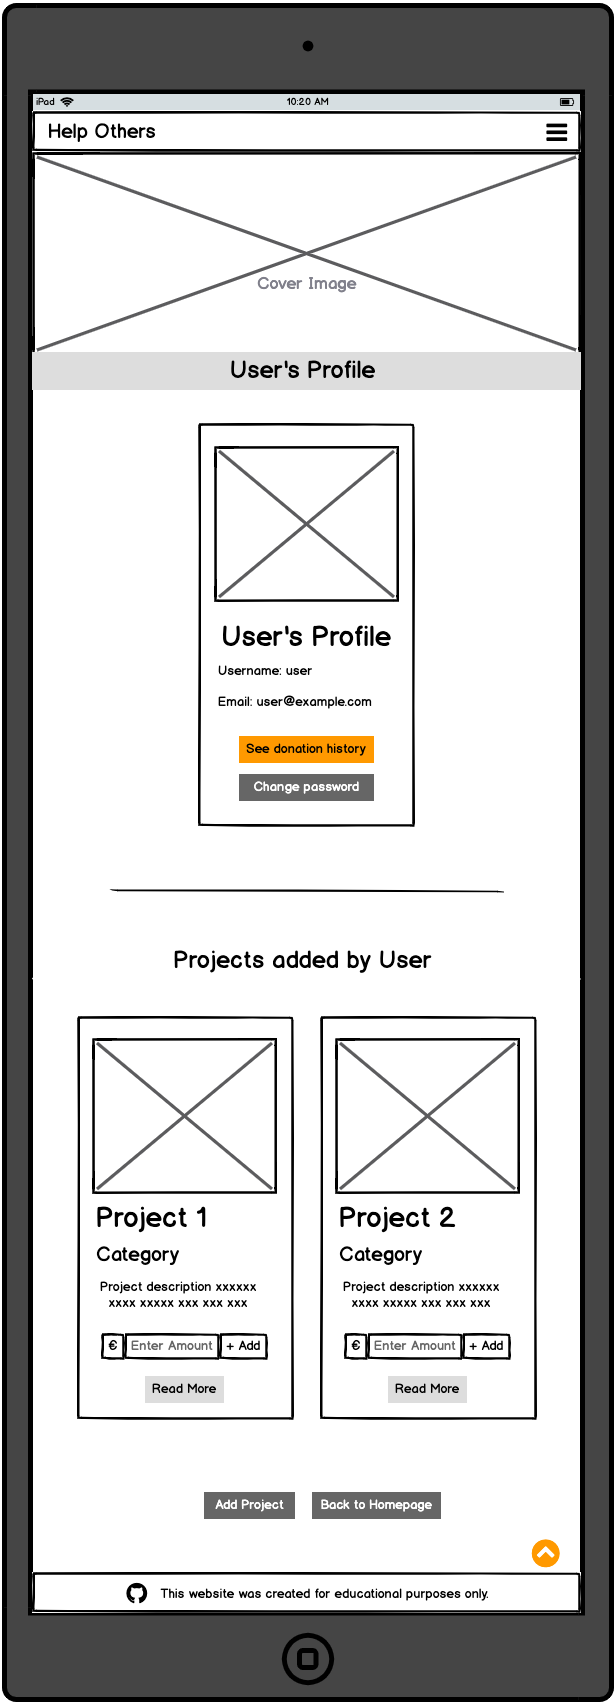 iPad
10:20 AM
Help Others
Cover Image
User's Profile
User's Profile
Username: user
Email: user@example.com
See donation history
Change password
Projects added by User
Project 1
Category
Project description xxxxxx
xxxx xxxxx xxx xxx xxx
€ Enter Amount + Add
Read More
Project 2
Category
Project description xxxxxx
xxxx xxxxx xxx xxx xxx
€ Enter Amount + Add
Read More
Add Project
Back to Homepage
This website was created for educational purposes only.